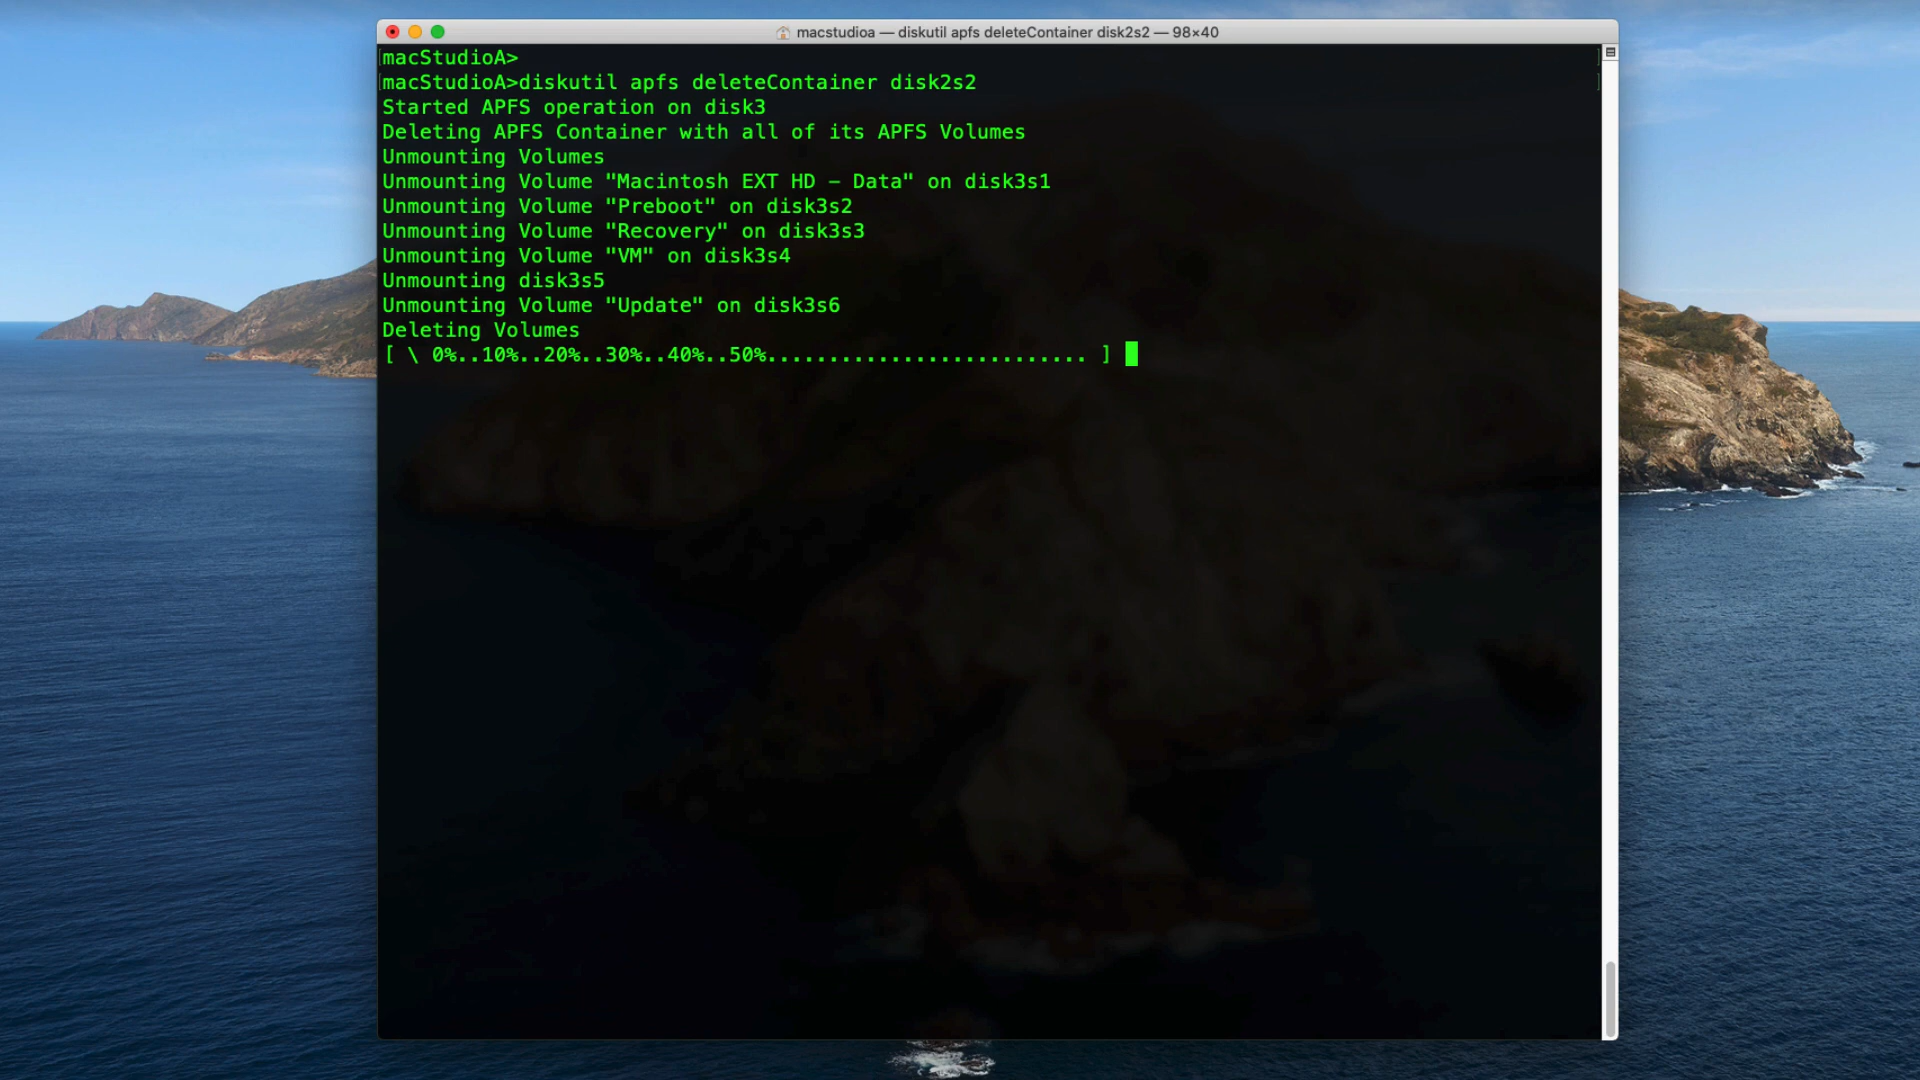 macstudioa — diskutil apfs deleteContainer disk2s2 — 98×40
[macStudioA> ]
[macStudioA>diskutil apfs deleteContainer disk2s2 ]
Started APFS operation on disk3
Deleting APFS Container with all of its APFS Volumes
Unmounting Volumes
Unmounting Volume "Macintosh EXT HD – Data" on disk3s1
Unmounting Volume "Preboot" on disk3s2
Unmounting Volume "Recovery" on disk3s3
Unmounting Volume "VM" on disk3s4
Unmounting disk3s5
Unmounting Volume "Update" on disk3s6
Deleting Volumes
[ \ 0%..10%..20%..30%..40%..50%.......................... ]